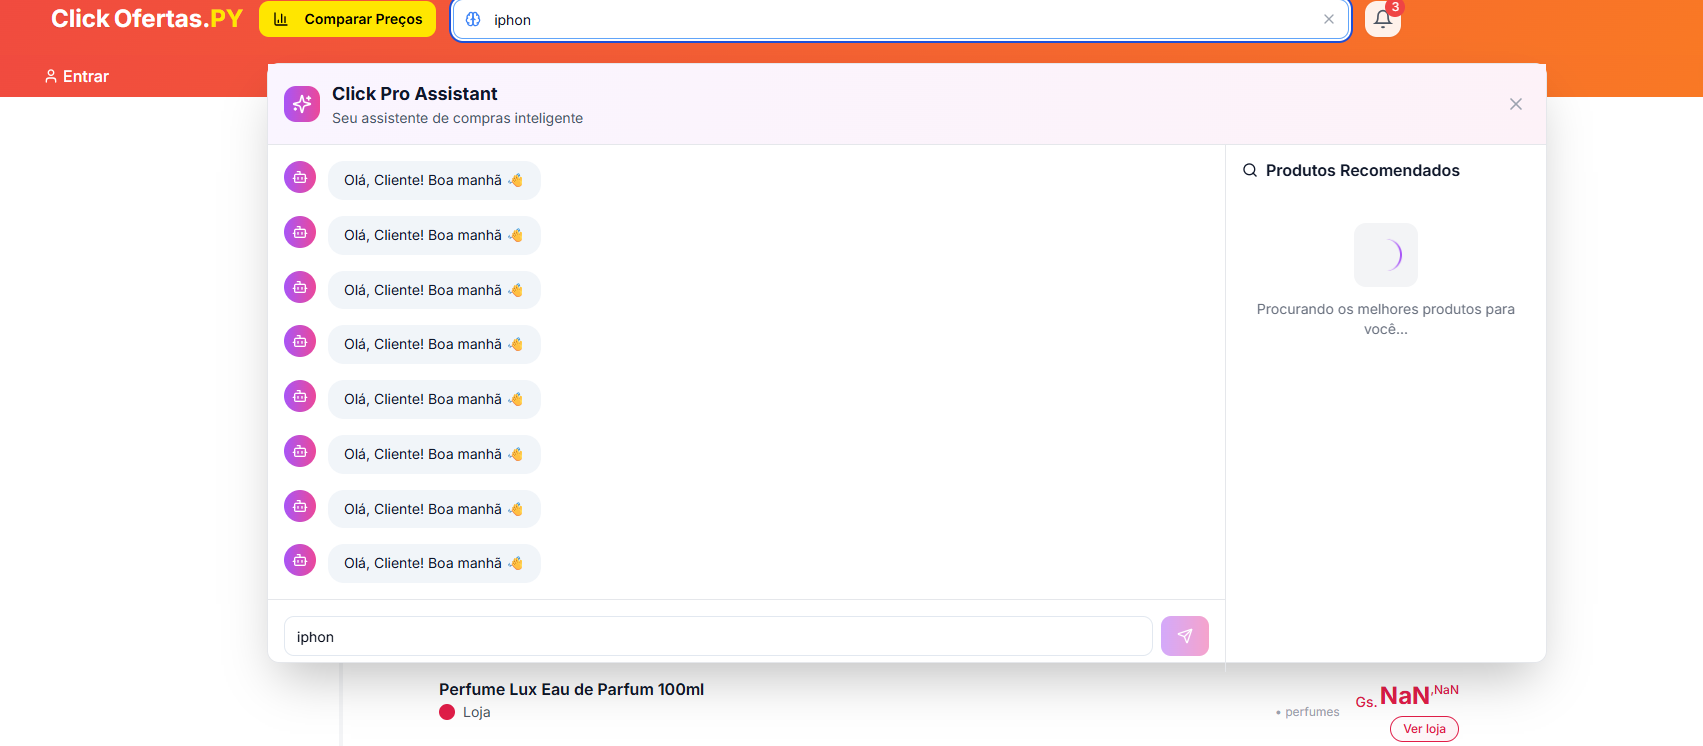 Click Ofertas.PY
Comparar Preços
iphon
3
Entrar
Click Pro Assistant
Seu assistente de compras inteligente
Olá, Cliente! Boa manhã 👋
Olá, Cliente! Boa manhã 👋
Olá, Cliente! Boa manhã 👋
Olá, Cliente! Boa manhã 👋
Olá, Cliente! Boa manhã 👋
Olá, Cliente! Boa manhã 👋
Olá, Cliente! Boa manhã 👋
Olá, Cliente! Boa manhã 👋
iphon
Produtos Recomendados
Procurando os melhores produtos para
você...
Perfume Lux Eau de Parfum 100ml
Loja
• perfumes
Gs. NaN,NaN
Ver loja